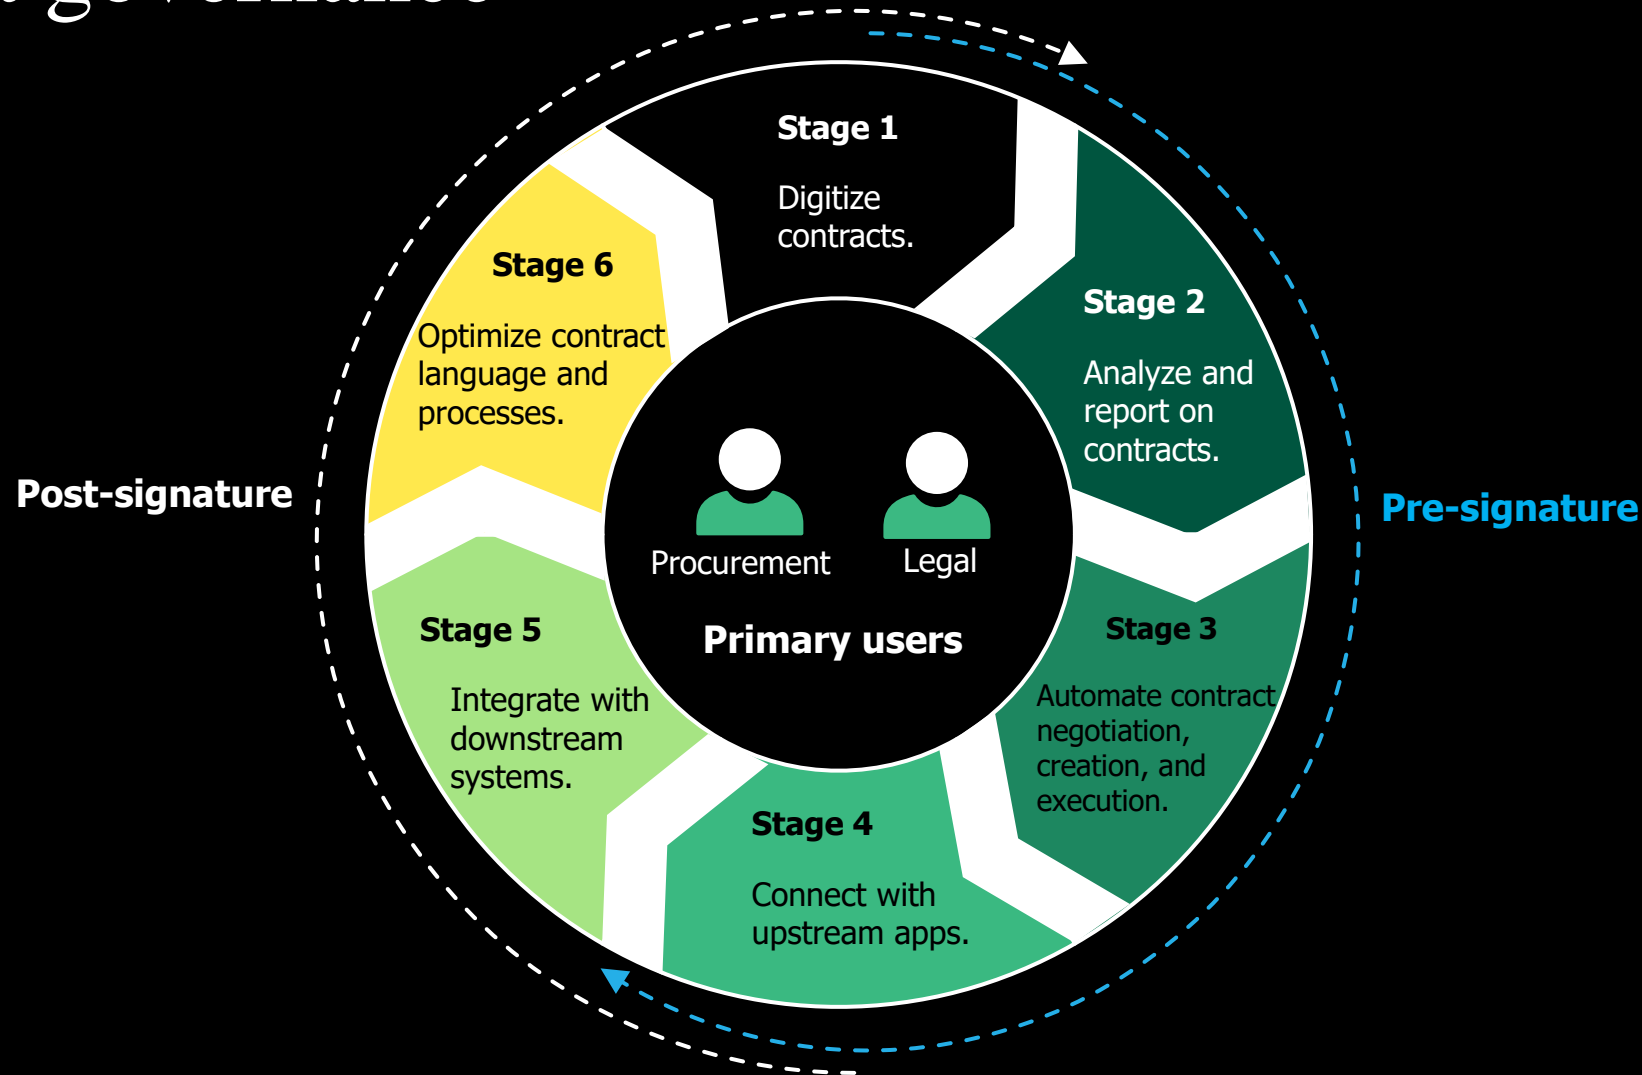 governance
Stage 1
Digitize
contracts.
Stage 2
Analyze and
report on
contracts.
Stage 3
Automate contract
negotiation,
creation, and
execution.
Stage 4
Connect with
upstream apps.
Stage 5
Integrate with
downstream
systems.
Stage 6
Optimize contract
language and
processes.
Procurement
Legal
Primary users
Post-signature
Pre-signature